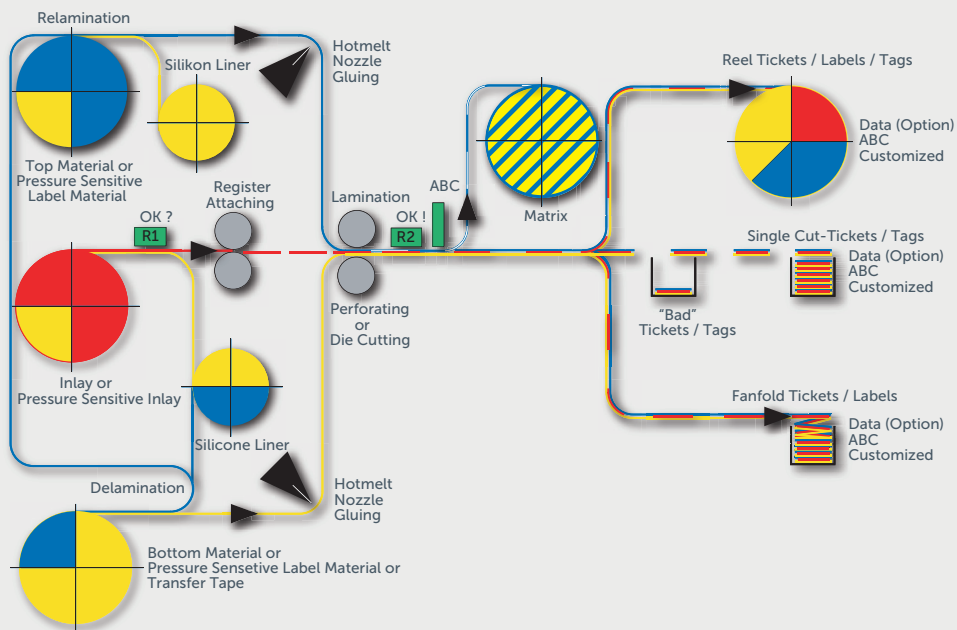 Relamination
Silikon Liner
Hotmelt
Nozzle
Gluing
Top Material or
Pressure Sensitive
Label Material
Register
Attaching
OK ?
R1
Lamination
OK !
R2
ABC
Matrix
Reel Tickets / Labels / Tags
Data (Option)
ABC
Customized
Single Cut-Tickets / Tags
Data (Option)
ABC
Customized
"Bad"
Tickets / Tags
Perforating
or
Die Cutting
Inlay or
Pressure Sensitive Inlay
Silicone Liner
Fanfold Tickets / Labels
Data (Option)
ABC
Customized
Delamination
Hotmelt
Nozzle
Gluing
Bottom Material or
Pressure Sensetive Label Material or
Transfer Tape